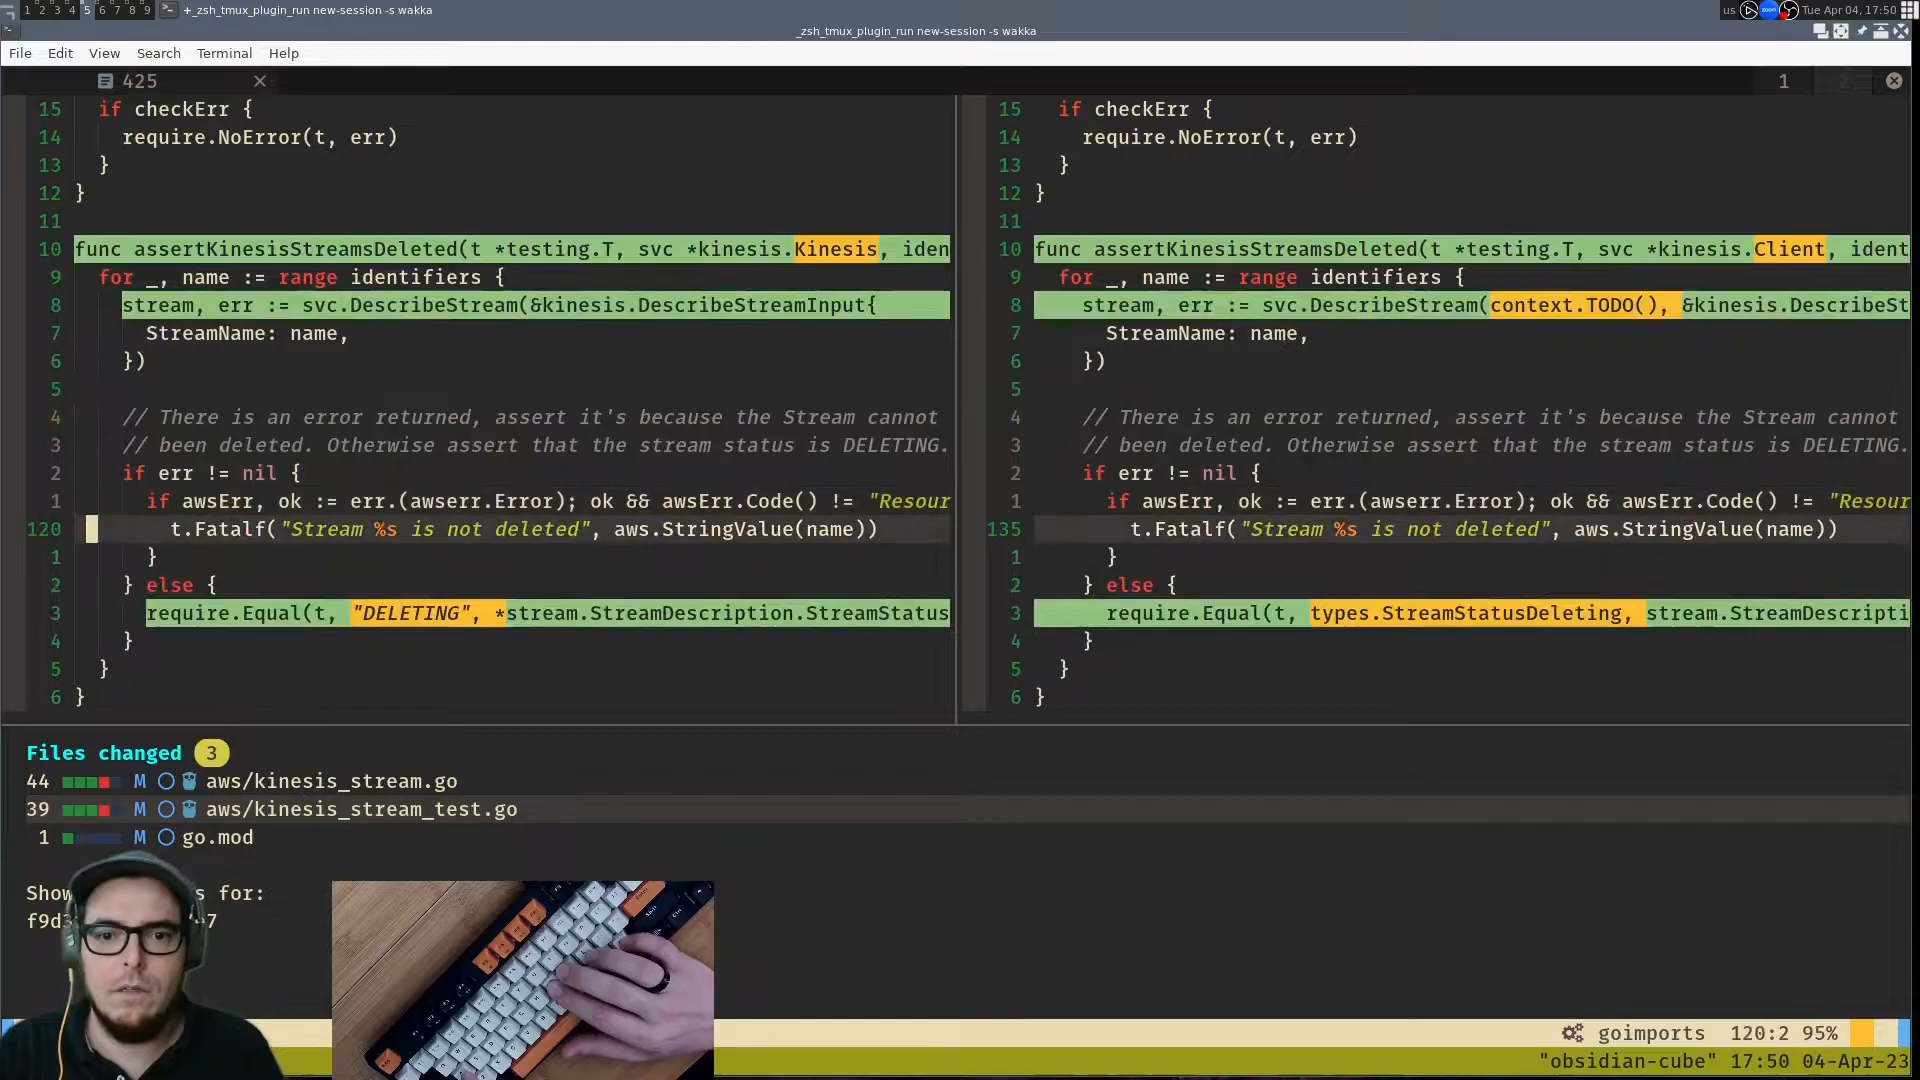 1 2 3 4 5 6 7 8 9 + _zsh_tmux_plugin_run new-session -s wakka us zoom Tue Apr 04, 17:50
_zsh_tmux_plugin_run new-session -s wakka
File Edit View Search Terminal Help
425 1 2
15 if checkErr {
14 require.NoError(t, err)
13 }
12 }
11
10 func assertKinesisStreamsDeleted(t *testing.T, svc *kinesis.Kinesis, iden
9 for _, name := range identifiers {
8 stream, err := svc.DescribeStream(&kinesis.DescribeStreamInput{
7 StreamName: name,
6 })
5
4 // There is an error returned, assert it's because the Stream cannot
3 // been deleted. Otherwise assert that the stream status is DELETING.
2 if err != nil {
1 if awsErr, ok := err.(awserr.Error); ok && awsErr.Code() != "Resour
120 t.Fatalf("Stream %s is not deleted", aws.StringValue(name))
1 }
2 } else {
3 require.Equal(t, "DELETING", *stream.StreamDescription.StreamStatus
4 }
5 }
6 }
15 if checkErr {
14 require.NoError(t, err)
13 }
12 }
11
10 func assertKinesisStreamsDeleted(t *testing.T, svc *kinesis.Client, ident
9 for _, name := range identifiers {
8 stream, err := svc.DescribeStream(context.TODO(), &kinesis.DescribeSt
7 StreamName: name,
6 })
5
4 // There is an error returned, assert it's because the Stream cannot
3 // been deleted. Otherwise assert that the stream status is DELETING.
2 if err != nil {
1 if awsErr, ok := err.(awserr.Error); ok && awsErr.Code() != "Resour
135 t.Fatalf("Stream %s is not deleted", aws.StringValue(name))
1 }
2 } else {
3 require.Equal(t, types.StreamStatusDeleting, stream.StreamDescripti
4 }
5 }
6 }
Files changed 3
44 M aws/kinesis_stream.go
39 M aws/kinesis_stream_test.go
1 M go.mod
for:
goimports 120:2 95%
"obsidian-cube" 17:50 04-Apr-23